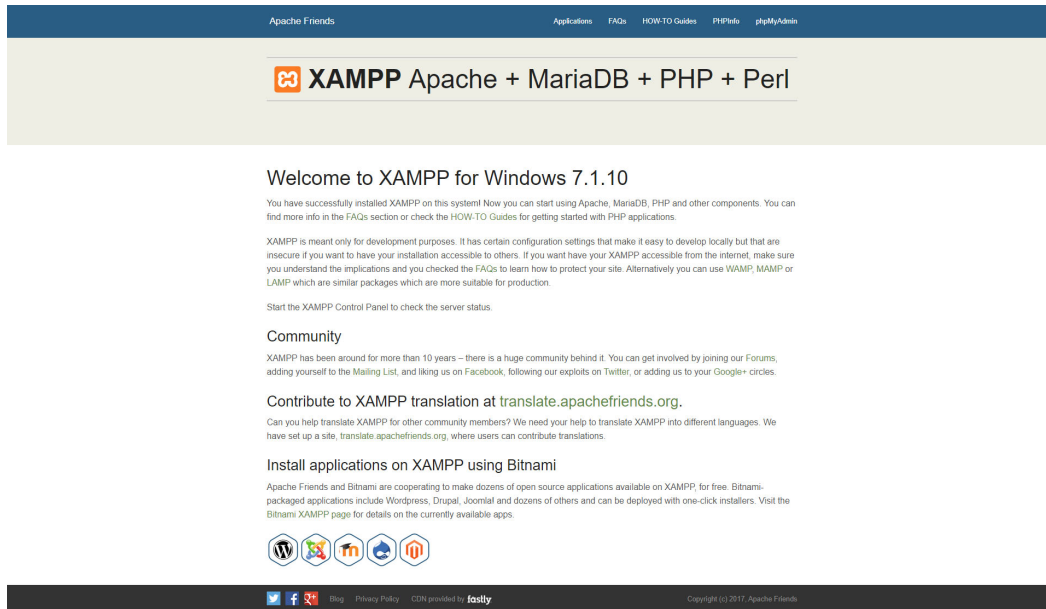 Apache Friends Applications FAQs HOW-TO Guides PHPInfo phpMyAdmin
XAMPP Apache + MariaDB + PHP + Perl
Welcome to XAMPP for Windows 7.1.10
You have successfully installed XAMPP on this system! Now you can start using Apache, MariaDB, PHP and other components. You can
find more info in the FAQs section or check the HOW-TO Guides for getting started with PHP applications.
XAMPP is meant only for development purposes. It has certain configuration settings that make it easy to develop locally but that are
insecure if you want to have your installation accessible to others. If you want have your XAMPP accessible from the internet, make sure
you understand the implications and you checked the FAQs to learn how to protect your site. Alternatively you can use WAMP, MAMP or
LAMP which are similar packages which are more suitable for production.
Start the XAMPP Control Panel to check the server status.
Community
XAMPP has been around for more than 10 years – there is a huge community behind it. You can get involved by joining our Forums,
adding yourself to the Mailing List, and liking us on Facebook, following our exploits on Twitter, or adding us to your Google+ circles.
Contribute to XAMPP translation at translate.apachefriends.org.
Can you help translate XAMPP for other community members? We need your help to translate XAMPP into different languages. We
have set up a site, translate.apachefriends.org, where users can contribute translations.
Install applications on XAMPP using Bitnami
Apache Friends and Bitnami are cooperating to make dozens of open source applications available on XAMPP, for free. Bitnami-
packaged applications include Wordpress, Drupal, Joomla! and dozens of others and can be deployed with one-click installers. Visit the
Bitnami XAMPP page for details on the currently available apps.
Blog Privacy Policy CDN provided by fastly Copyright (c) 2017, Apache Friends